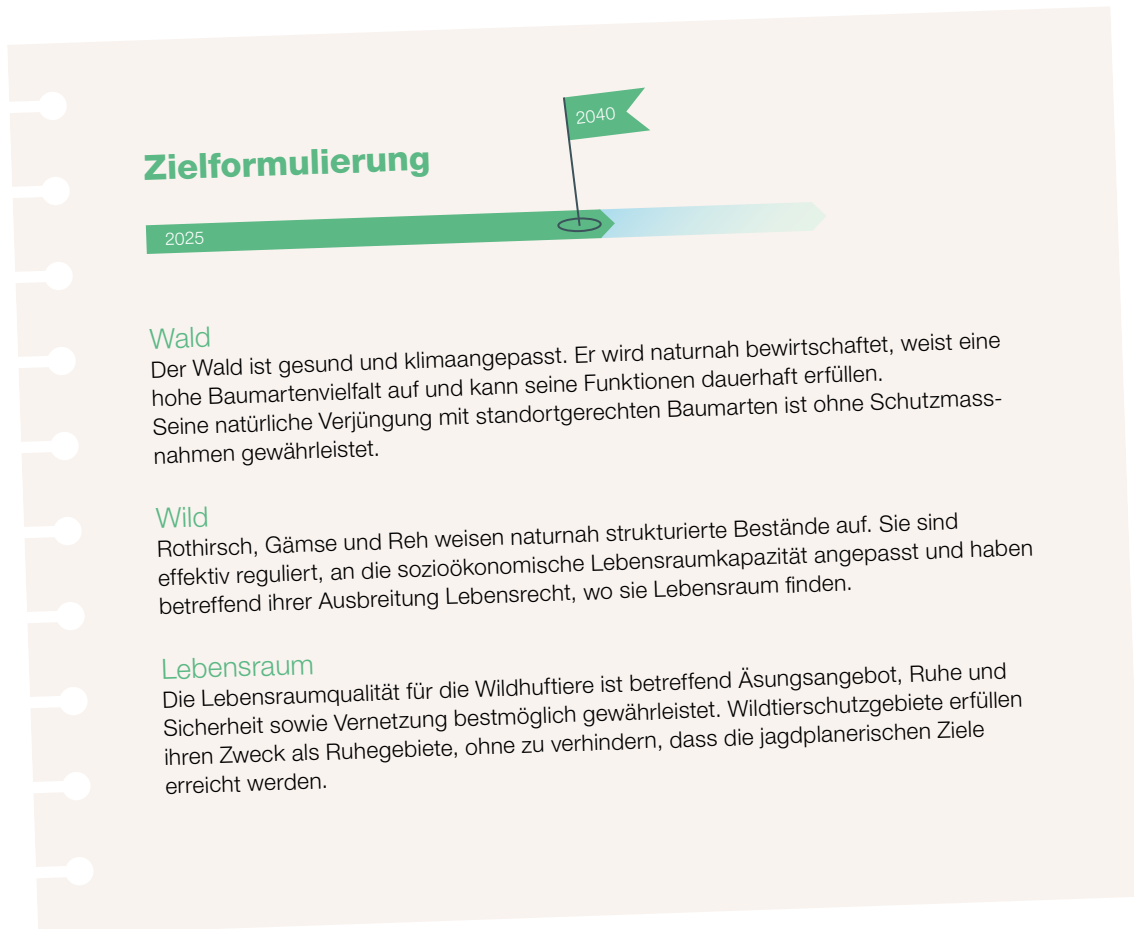 2040
Zielformulierung
2025
Wald
Der Wald ist gesund und klimaangepasst. Er wird naturnah bewirtschaftet, weist eine
hohe Baumartenvielfalt auf und kann seine Funktionen dauerhaft erfüllen.
Seine natürliche Verjüngung mit standortgerechten Baumarten ist ohne Schutzmass-
nahmen gewährleistet.
Wild
Rothirsch, Gämse und Reh weisen naturnah strukturierte Bestände auf. Sie sind
effektiv reguliert, an die sozioökonomische Lebensraumkapazität angepasst und haben
betreffend ihrer Ausbreitung Lebensrecht, wo sie Lebensraum finden.
Lebensraum
Die Lebensraumqualität für die Wildhuftiere ist betreffend Äsungsangebot, Ruhe und
Sicherheit sowie Vernetzung bestmöglich gewährleistet. Wildtierschutzgebiete erfüllen
ihren Zweck als Ruhegebiete, ohne zu verhindern, dass die jagdplanerischen Ziele
erreicht werden.